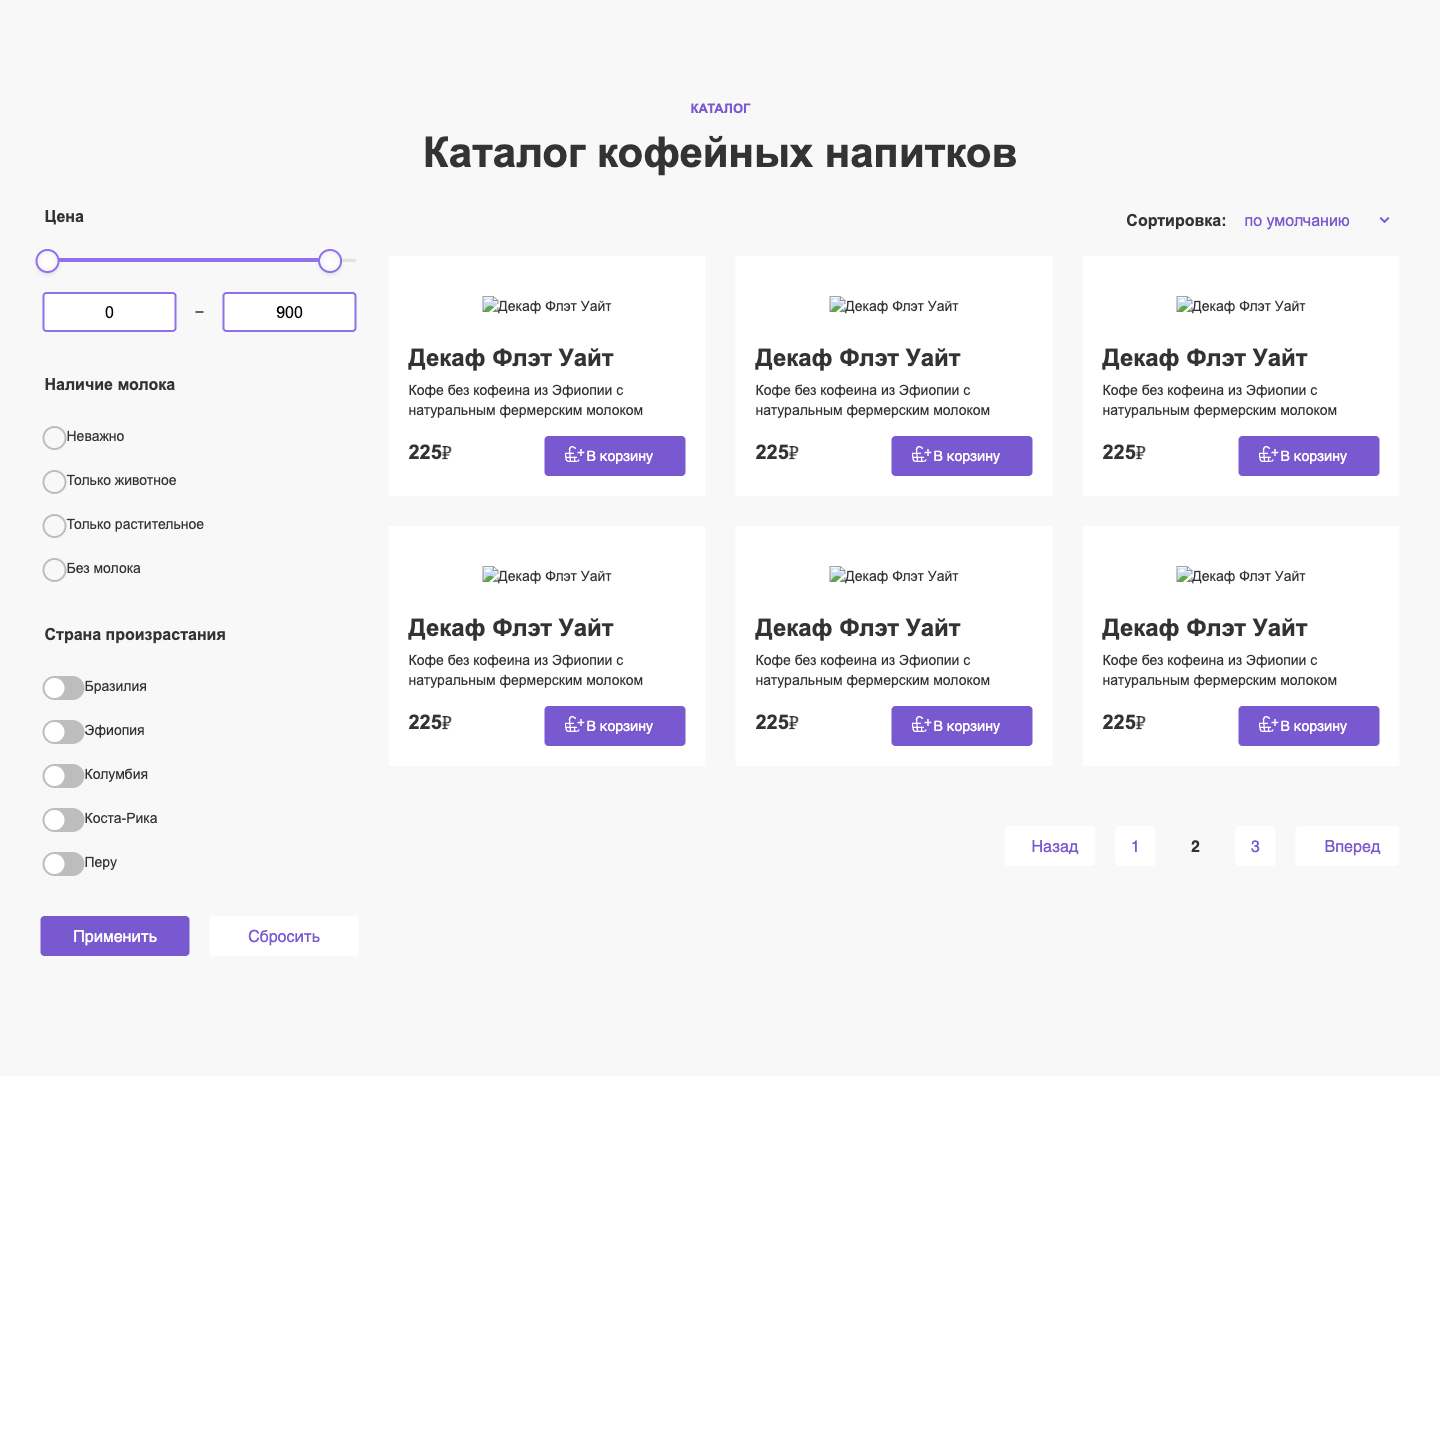 КАТАЛОГ
Каталог кофейных напитков
Цена
0 – 900
Наличие молока
Неважно
Только животное
Только растительное
Без молока
Страна произрастания
Бразилия
Эфиопия
Колумбия
Коста-Рика
Перу
Применить Сбросить
Сортировка: по умолчанию
Декаф Флэт Уайт
Декаф Флэт Уайт
Кофе без кофеина из Эфиопии с
натуральным фермерским молоком
225₽ В корзину
Декаф Флэт Уайт
Декаф Флэт Уайт
Кофе без кофеина из Эфиопии с
натуральным фермерским молоком
225₽ В корзину
Декаф Флэт Уайт
Декаф Флэт Уайт
Кофе без кофеина из Эфиопии с
натуральным фермерским молоком
225₽ В корзину
Декаф Флэт Уайт
Декаф Флэт Уайт
Кофе без кофеина из Эфиопии с
натуральным фермерским молоком
225₽ В корзину
Декаф Флэт Уайт
Декаф Флэт Уайт
Кофе без кофеина из Эфиопии с
натуральным фермерским молоком
225₽ В корзину
Декаф Флэт Уайт
Декаф Флэт Уайт
Кофе без кофеина из Эфиопии с
натуральным фермерским молоком
225₽ В корзину
Назад 1 2 3 Вперед